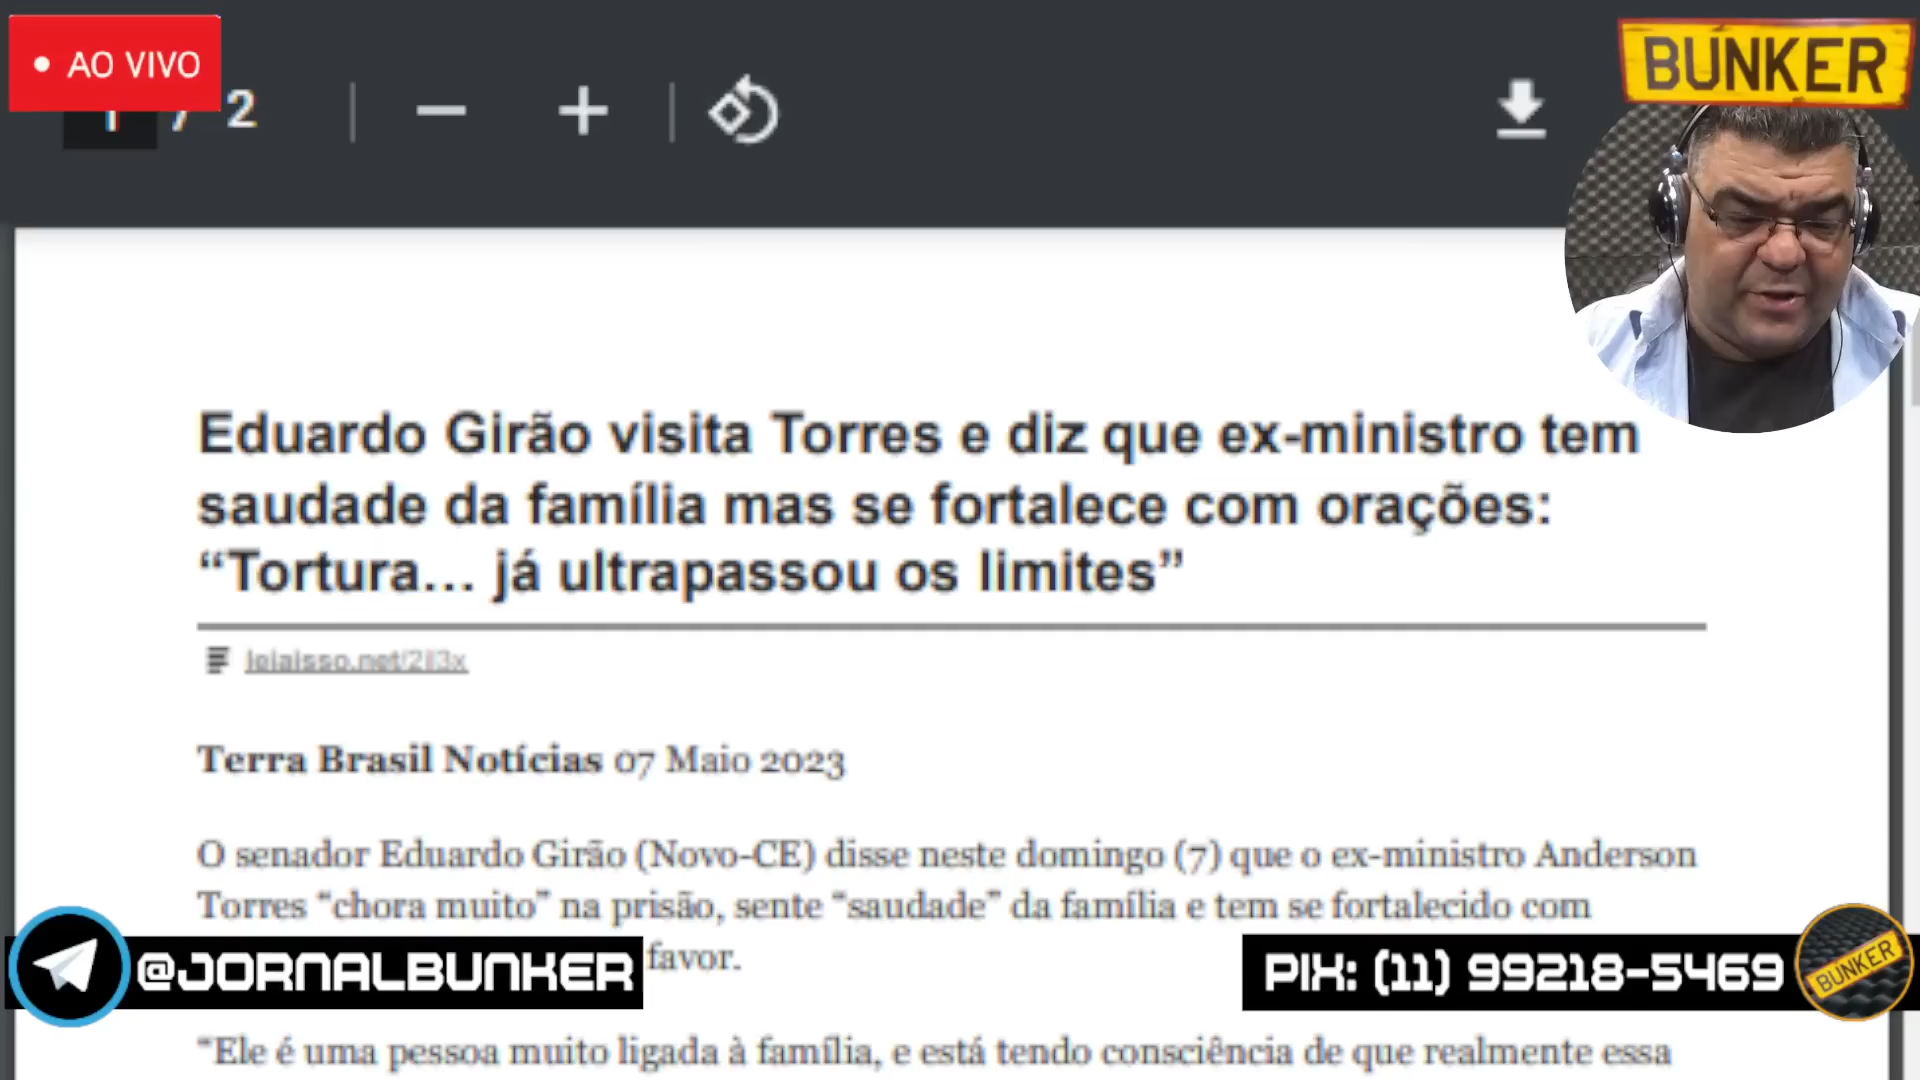 AO VIVO
/ 2
BUNKER
Eduardo Girão visita Torres e diz que ex-ministro tem
saudade da família mas se fortalece com orações:
“Tortura… já ultrapassou os limites”
leiaisso.net/2il3x
Terra Brasil Notícias 07 Maio 2023
O senador Eduardo Girão (Novo-CE) disse neste domingo (7) que o ex-ministro Anderson
Torres “chora muito” na prisão, sente “saudade” da família e tem se fortalecido com
favor.
@JORNALBUNKER
PIX: (11) 99218-5469
BUNKER
“Ele é uma pessoa muito ligada à família, e está tendo consciência de que realmente essa